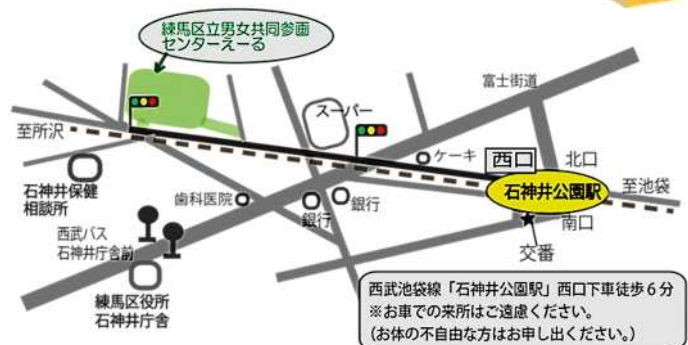 練馬区立男女共同参画
センターえーる
富士街道
スーパー
至所沢
ケーキ
西口
北口
石神井公園駅
至池袋
石神井保健
相談所
歯科医院
銀行
銀行
南口
交番
西武バス
石神井庁舎前
練馬区役所
石神井庁舎
西武池袋線「石神井公園駅」西口下車徒歩6分
※お車での来所はご遠慮ください。
(お体の不自由な方はお申し出ください。)